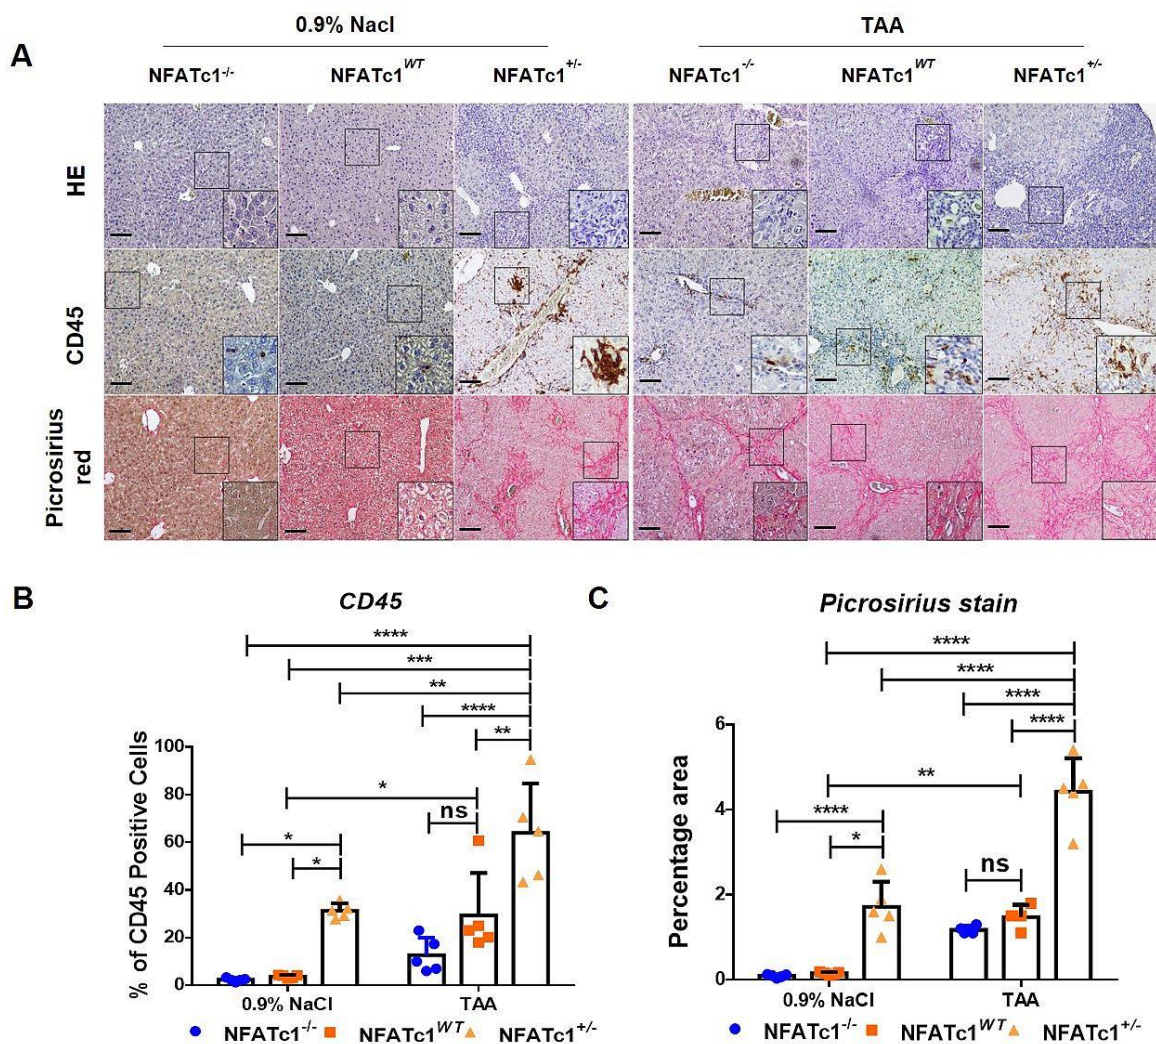 0.9% Nacl TAA
A
NFATc1-/- NFATc1WT NFATc1+/- NFATc1-/- NFATc1WT NFATc1+/-
HE
CD45
Picrosirius
red
B
CD45
****
***
**
****
**
*
ns
*
*
% of CD45 Positive Cells
100
80
60
40
20
0
0.9% NaCl TAA
NFATc1-/- NFATc1WT NFATc1+/-
C
Picrosirius stain
****
****
****
****
**
****
*
ns
Percentage area
6
4
2
0
0.9% NaCl TAA
NFATc1-/- NFATc1WT NFATc1+/-